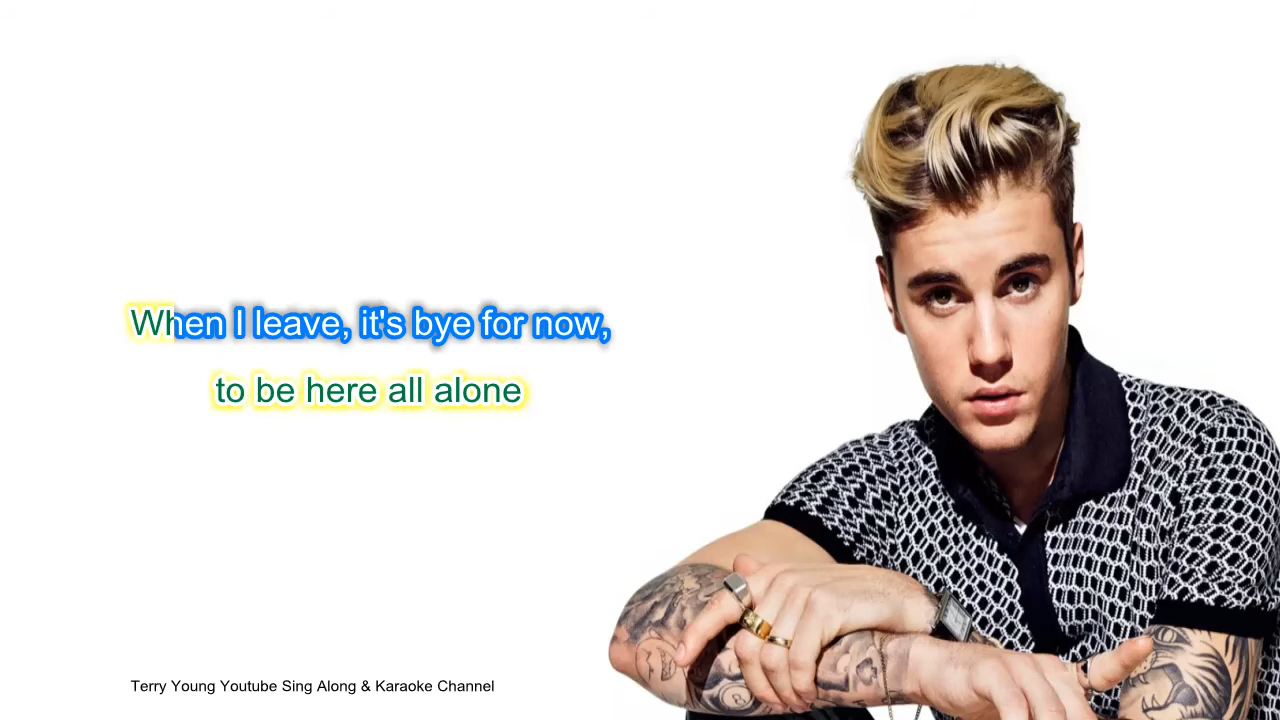 When I leave, it's bye for now,
to be here all alone
Terry Young Youtube Sing Along & Karaoke Channel